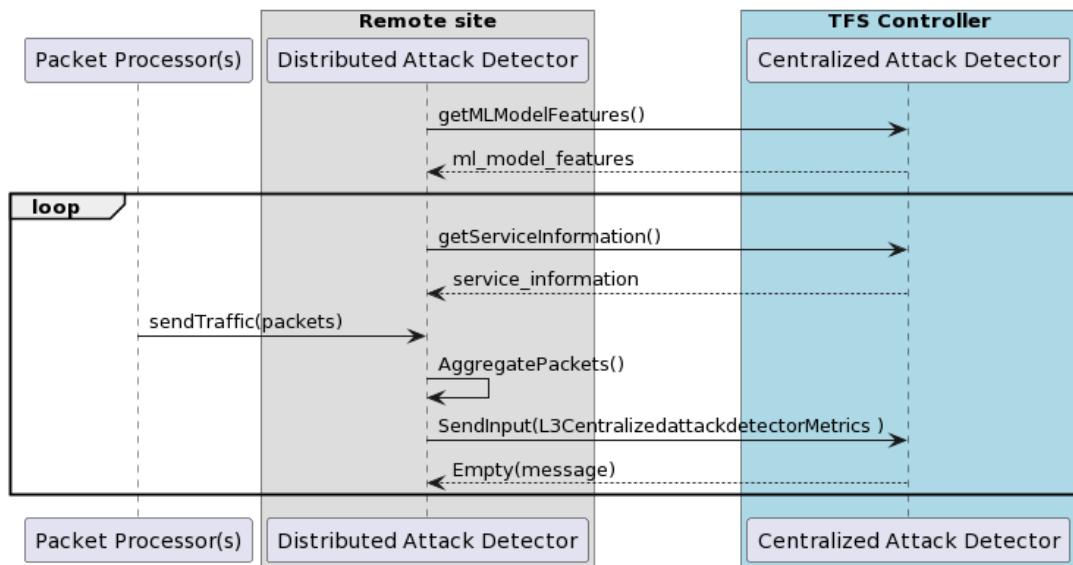 Remote site
TFS Controller
Packet Processor(s)
Distributed Attack Detector
Centralized Attack Detector
getMLModelFeatures()
ml_model_features
loop
getServiceInformation()
service_information
sendTraffic(packets)
AggregatePackets()
SendInput(L3CentralizedattackdetectorMetrics )
Empty(message)
Packet Processor(s)
Distributed Attack Detector
Centralized Attack Detector